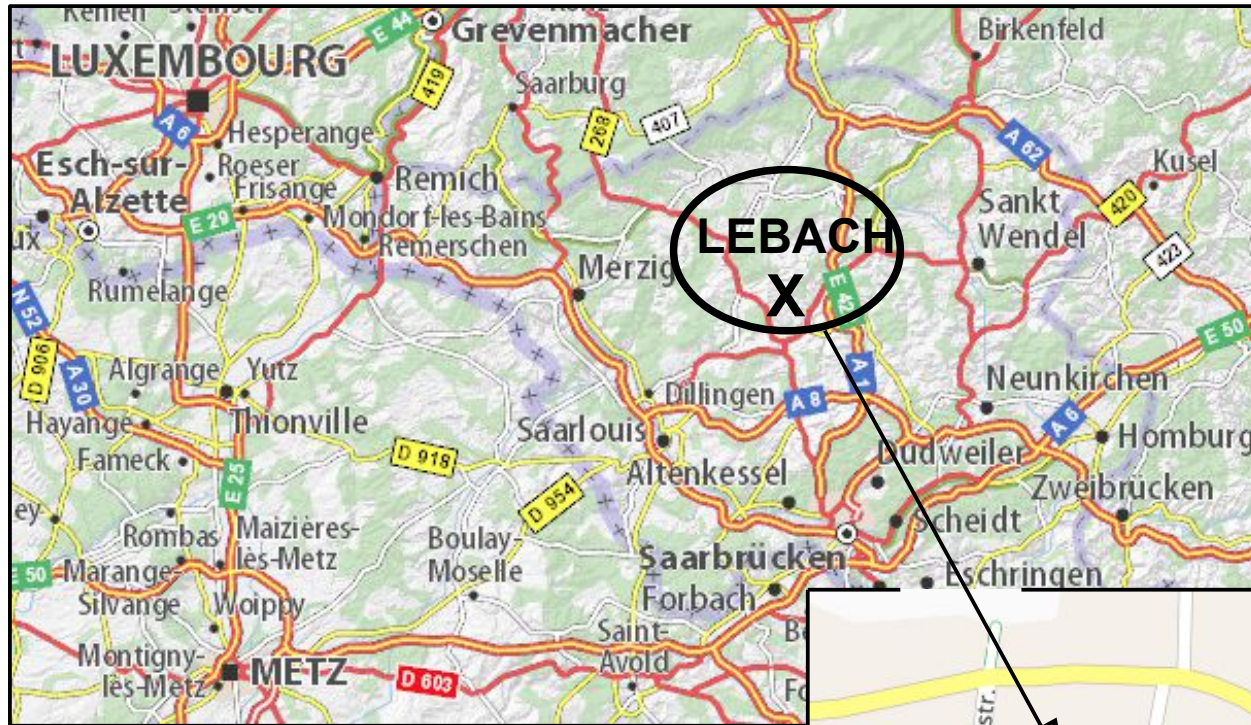 E 44
Grevenmacher
Birkenfeld
LUXEMBOURG
419
Saarburg
268
407
A 6
Hesperange
A 62
Roeser
Kusel
Esch-sur-
Alzette
Frisange
Remich
420
E 29
Mondorf-les-Bains
Sankt
Wendel
LEBACH
X
Remerschen
423
ux
Merzig
Rumelange
E 42
N 52
E 50
D 906
A 30
Algrange
Yutz
A 1
Neunkirchen
Dillingen
A 8
A 6
Hayange
Thionville
Saarlouis
Homburg
Fameck
D 918
Dudweiler
E 25
Altenkessel
D 954
Zweibrücken
ey
Rombas
Maizières-
lès-Metz
Boulay-
Moselle
Scheidt
Saarbrücken
E 50
Marange-
Silvange
Woippy
Eschringen
Forbach
Saint-
Avold
Montigny-
lès-Metz
METZ
D 603
str.